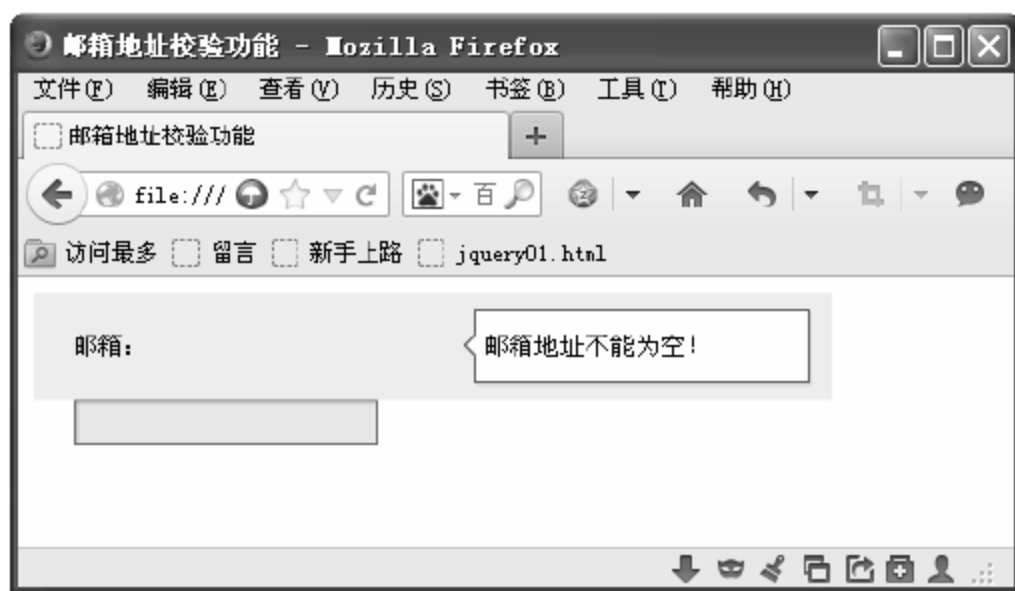 邮箱地址校验功能 - Mozilla Firefox
文件(F) 编辑(E) 查看(V) 历史(S) 书签(B) 工具(T) 帮助(H)
邮箱地址校验功能 +
file:/// 百
访问最多 留言 新手上路 jquery01.html
邮箱: 邮箱地址不能为空!